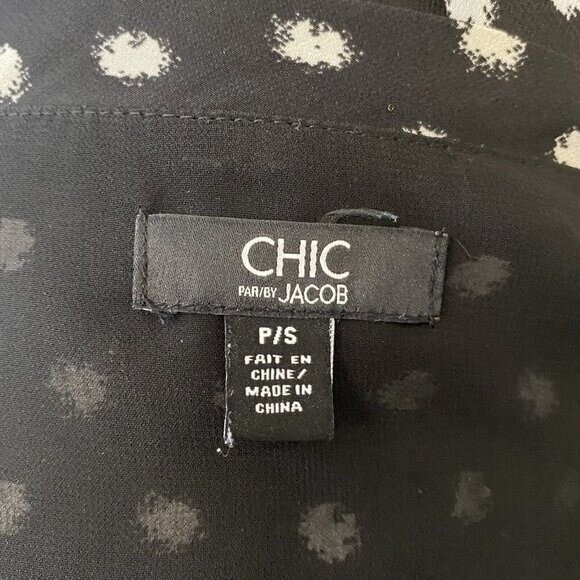 CHIC
PAR/BY JACOB
P/S
FAIT EN
CHINE/
MADE IN
CHINA